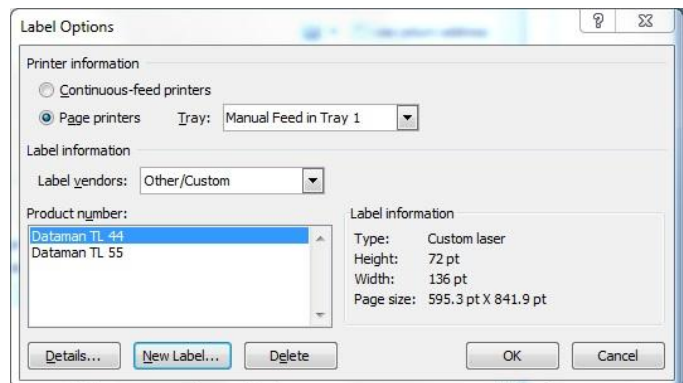 Label Options
Printer information
Continuous-feed printers
Page printers Tray: Manual Feed in Tray 1
Label information
Label vendors: Other/Custom
Product number:
Dataman TL 44
Dataman TL 55
Label information
Type: Custom laser
Height: 72 pt
Width: 136 pt
Page size: 595.3 pt X 841.9 pt
Details... New Label... Delete OK Cancel